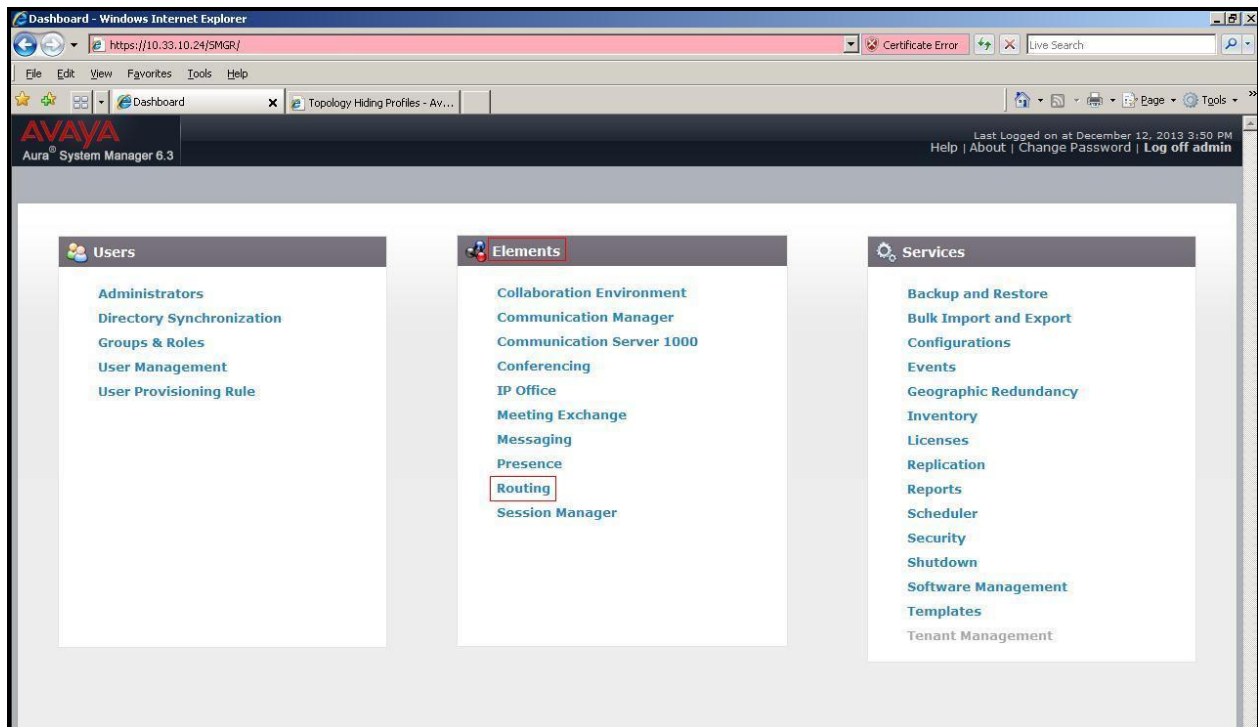 Dashboard - Windows Internet Explorer
https://10.33.10.24/SMGR/
Certificate Error
Live Search
File Edit View Favorites Tools Help
Dashboard
Topology Hiding Profiles - Av...
Page
Tools
AVAYA
Aura® System Manager 6.3
Last Logged on at December 12, 2013 3:50 PM
Help | About | Change Password | Log off admin
Users
Administrators
Directory Synchronization
Groups & Roles
User Management
User Provisioning Rule
Elements
Collaboration Environment
Communication Manager
Communication Server 1000
Conferencing
IP Office
Meeting Exchange
Messaging
Presence
Routing
Session Manager
Services
Backup and Restore
Bulk Import and Export
Configurations
Events
Geographic Redundancy
Inventory
Licenses
Replication
Reports
Scheduler
Security
Shutdown
Software Management
Templates
Tenant Management